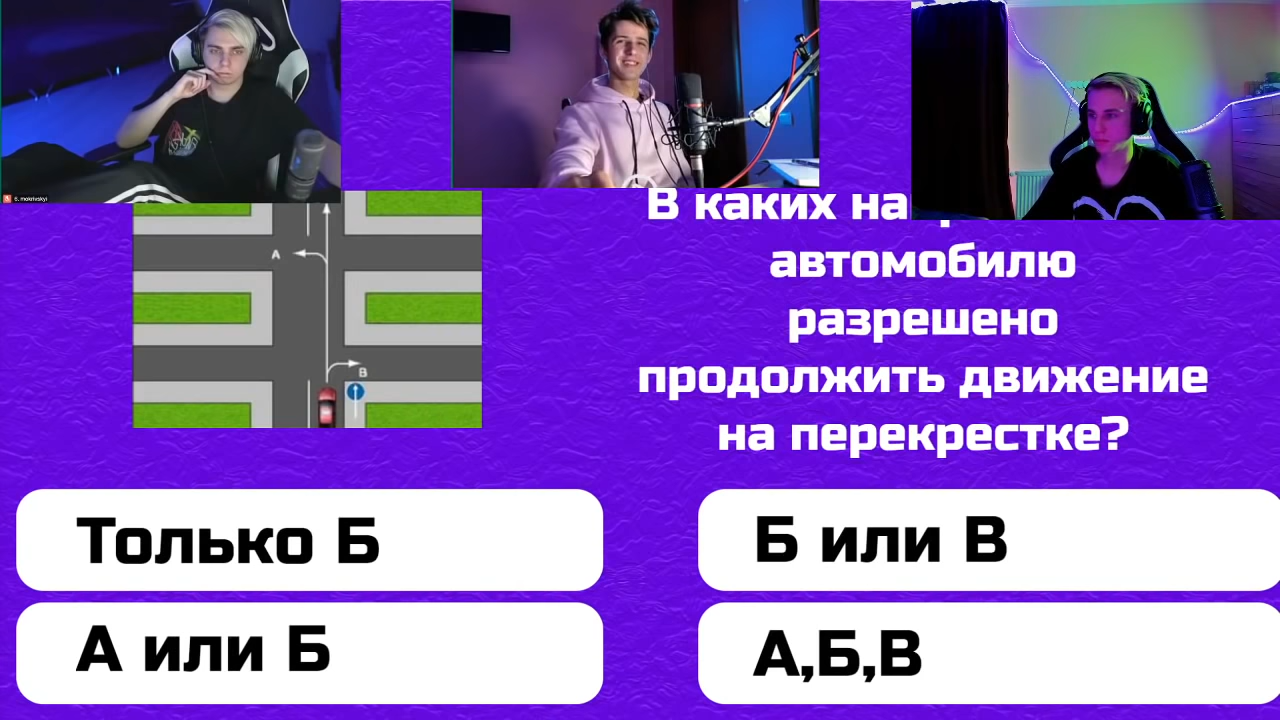 В каких на
автомобилю
разрешено
продолжить движение
на перекрестке?
А
В
Только Б
Б или В
А или Б
А,Б,В